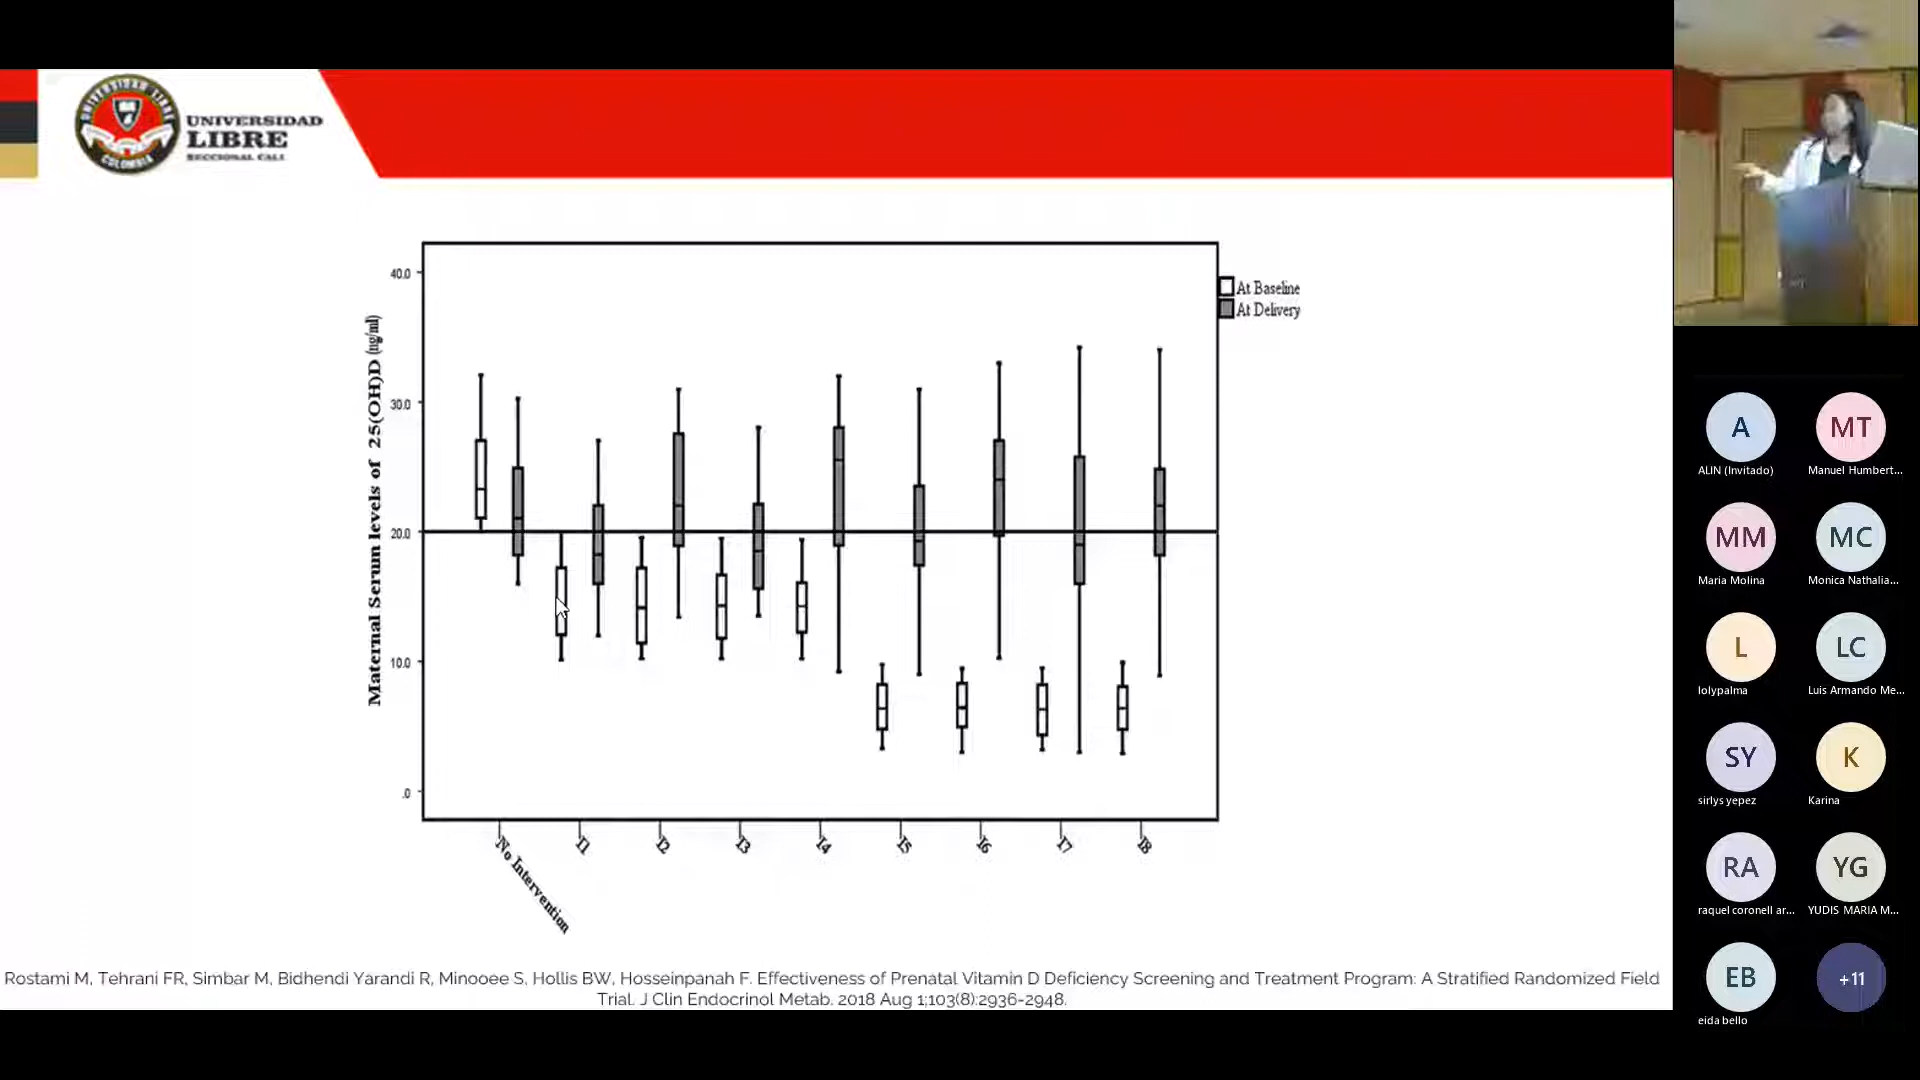 UNIVERSIDAD
LIBRE
SECCIONAL CALI
UNIVERSIDAD LIBRE
COLOMBIA
Maternal Serum levels of 25(OH)D (ng/ml)
40.0
30.0
20.0
10.0
.0
At Baseline
At Delivery
No Intervention
I1
I2
I3
I4
I5
I6
I7
I8
Rostami M, Tehrani FR, Simbar M, Bidhendi Yarandi R, Minooee S, Hollis BW, Hosseinpanah F. Effectiveness of Prenatal Vitamin D Deficiency Screening and Treatment Program: A Stratified Randomized Field
Trial. J Clin Endocrinol Metab. 2018 Aug 1;103(8):2936-2948.
A
ALIN (Invitado)
MT
Manuel Humbert...
MM
Maria Molina
MC
Monica Nathalia...
L
lolypalma
LC
Luis Armando Me...
SY
sirlys yepez
K
Karina
RA
raquel coronell ar...
YG
YUDIS MARIA M...
EB
eida bello
+11